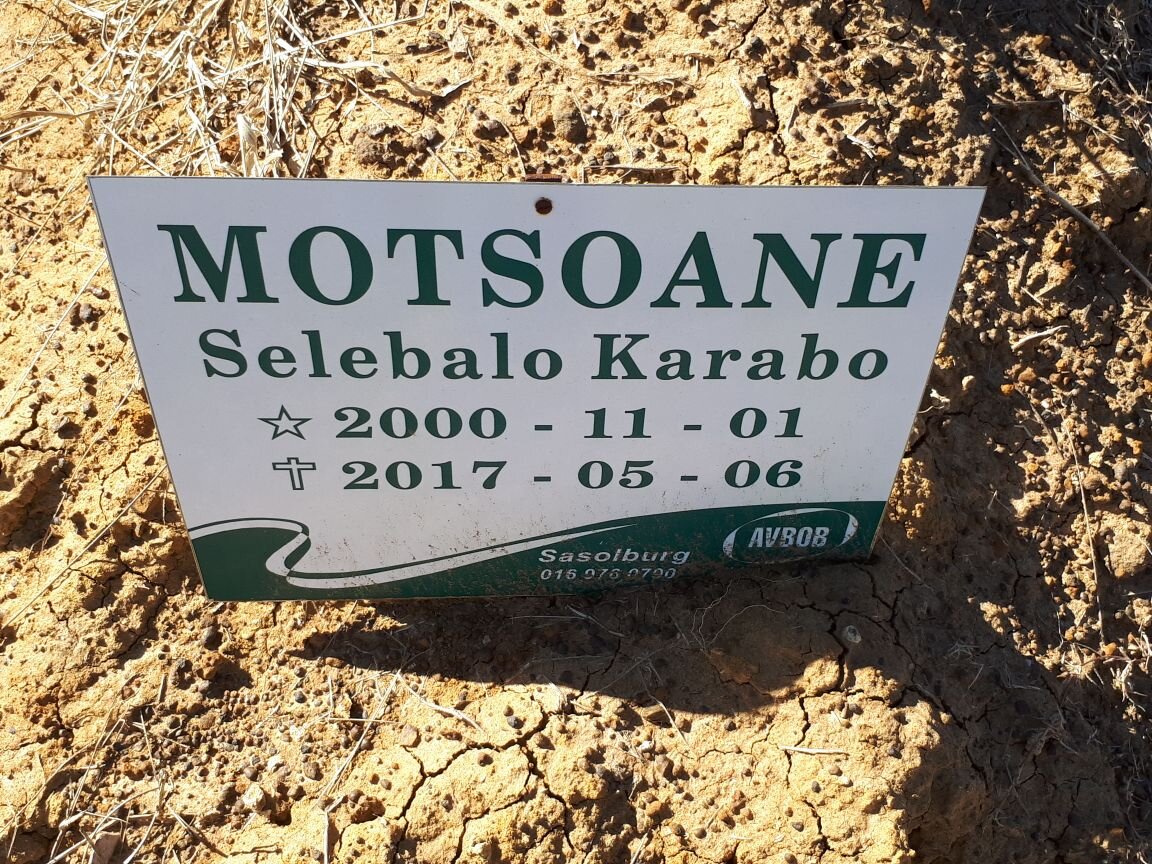 MOTSOANE
Selebalo Karabo
☆ 2000 - 11 - 01
✝ 2017 - 05 - 06
Sasolburg
AVBOB
016 976 0790